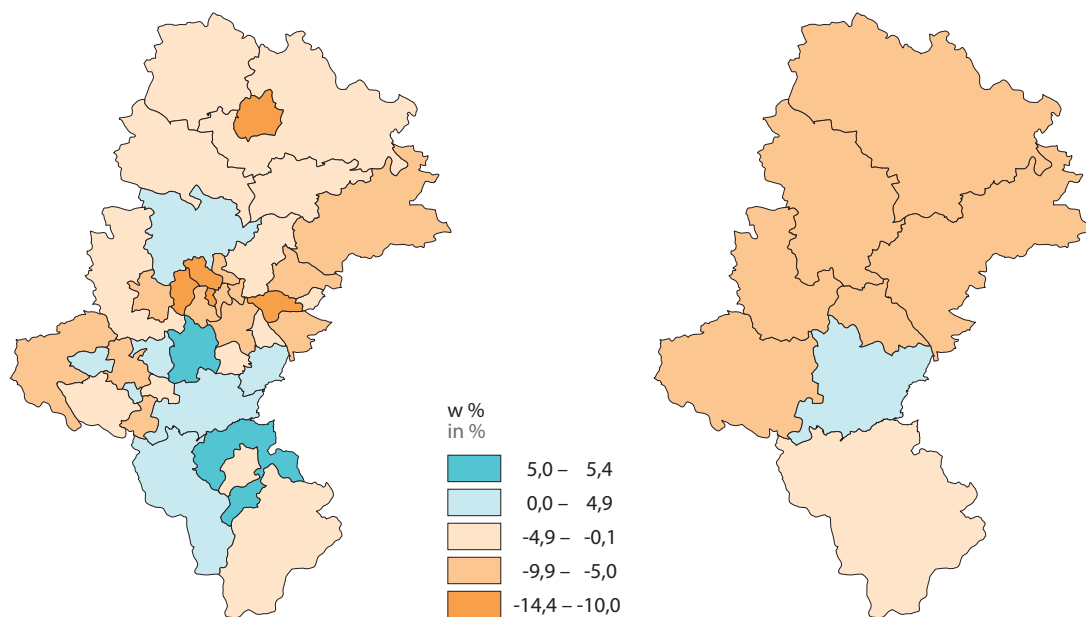 w %
in %
5,0 – 5,4
0,0 – 4,9
-4,9 – -0,1
-9,9 – -5,0
-14,4 – -10,0